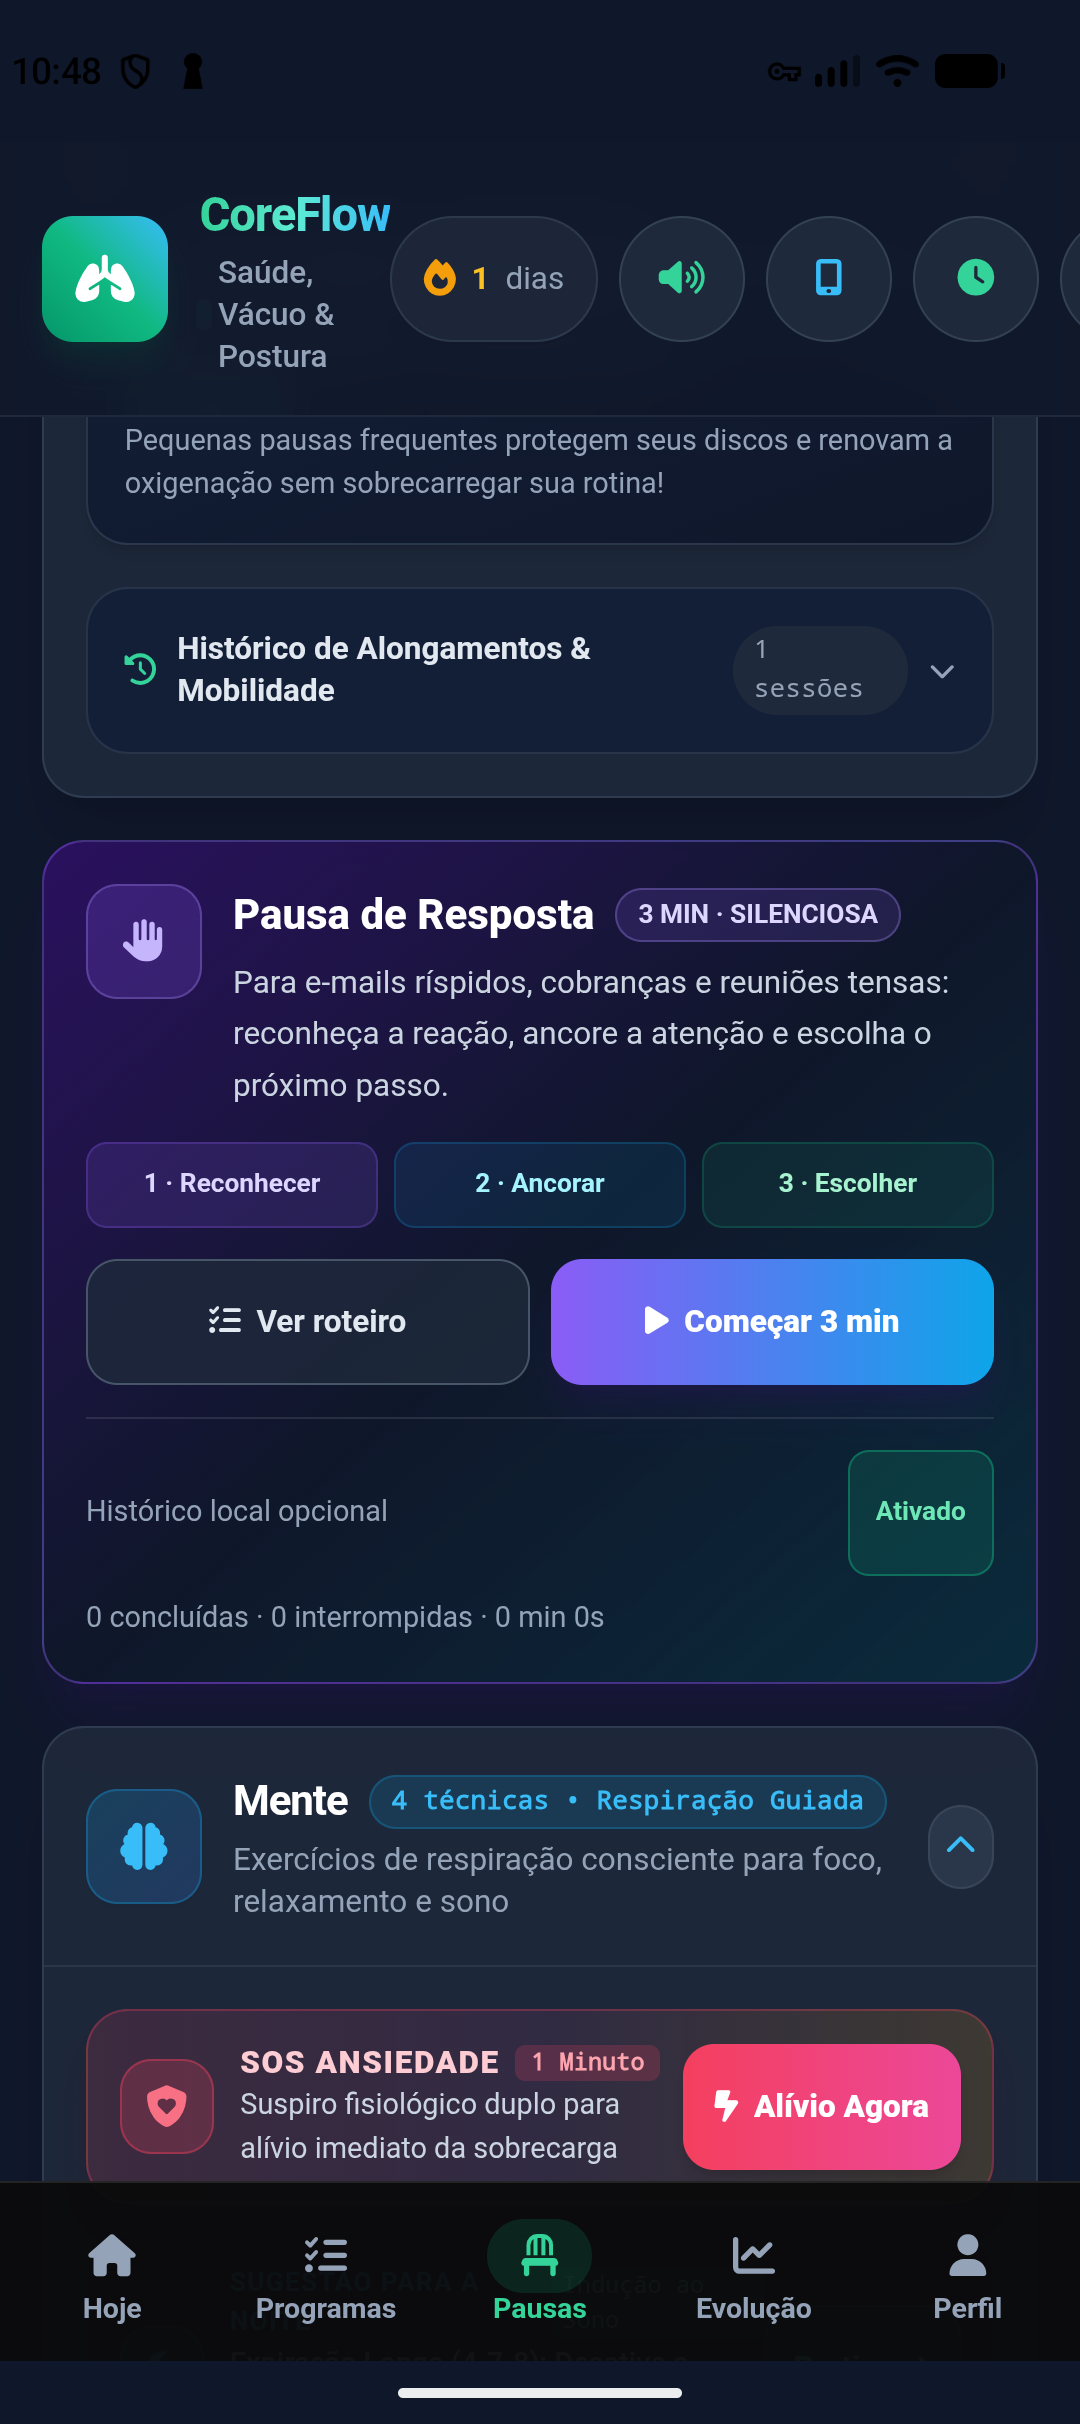 10:48
CoreFlow
Saúde,
Vácuo &
Postura
1 dias
Pequenas pausas frequentes protegem seus discos e renovam a
oxigenação sem sobrecarregar sua rotina!
Histórico de Alongamentos &
Mobilidade
1
sessões
Pausa de Resposta
3 MIN · SILENCIOSA
Para e-mails ríspidos, cobranças e reuniões tensas:
reconheça a reação, ancore a atenção e escolha o
próximo passo.
1 · Reconhecer
2 · Ancorar
3 · Escolher
Ver roteiro
Começar 3 min
Histórico local opcional
Ativado
0 concluídas · 0 interrompidas · 0 min 0s
Mente
4 técnicas • Respiração Guiada
Exercícios de respiração consciente para foco,
relaxamento e sono
SOS ANSIEDADE
1 Minuto
Suspiro fisiológico duplo para
alívio imediato da sobrecarga
Alívio Agora
SUGESTÃO PARA A
Indução ao
Hoje
Programas
Pausas
Evolução
Perfil